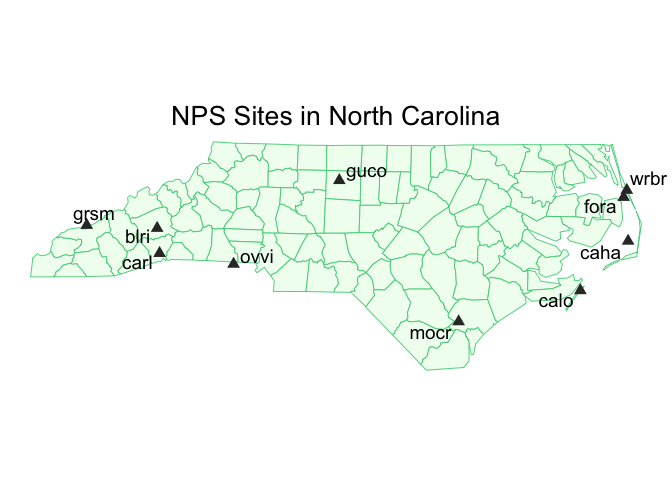 NPS Sites in North Carolina
guco
wrbr
fora
grsm
blri
caha
ovvi
carl
calo
mocr